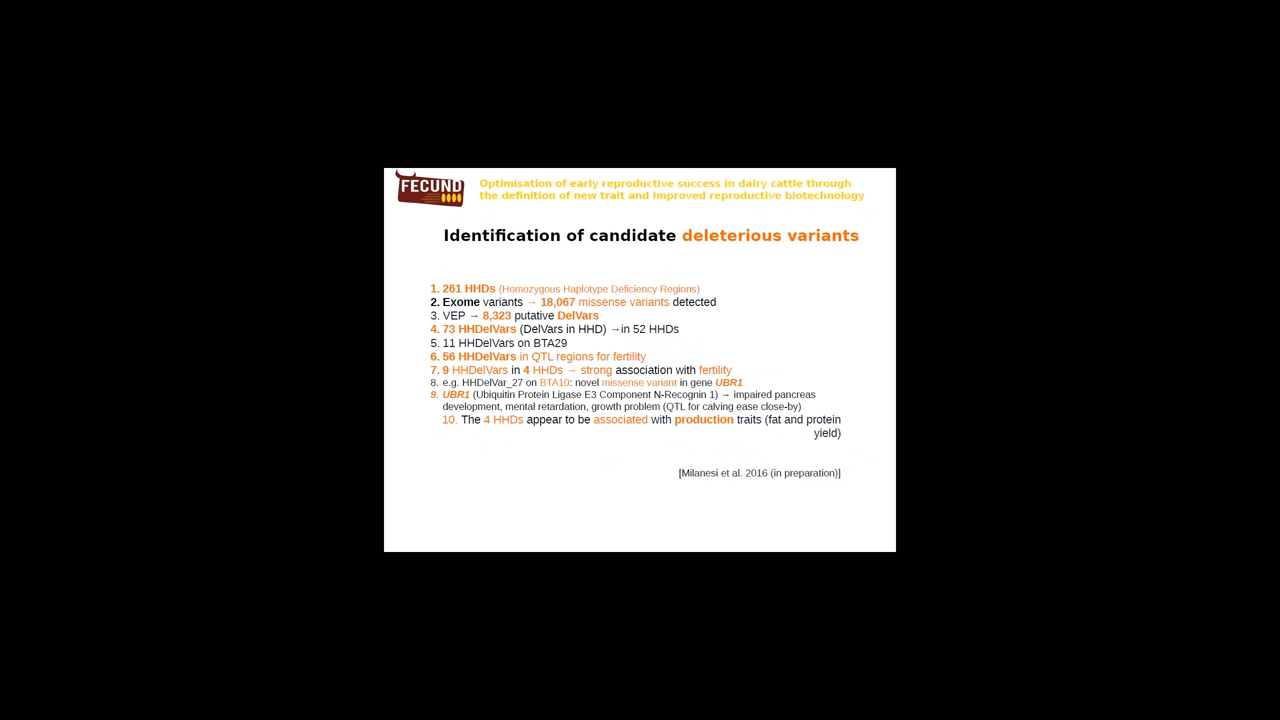 FECUND
Optimisation of early reproductive success in dairy cattle through
the definition of new trait and improved reproductive biotechnology
Identification of candidate deleterious variants
1. 261 HHDs (Homozygous Haplotype Deficiency Regions)
2. Exome variants → 18,067 missense variants detected
3. VEP → 8,323 putative DelVars
4. 73 HHDelVars (DelVars in HHD) →in 52 HHDs
5. 11 HHDelVars on BTA29
6. 56 HHDelVars in QTL regions for fertility
7. 9 HHDelVars in 4 HHDs → strong association with fertility
8. e.g. HHDelVar_27 on BTA10: novel missense variant in gene UBR1
9. UBR1 (Ubiquitin Protein Ligase E3 Component N-Recognin 1) → impaired pancreas
development, mental retardation, growth problem (QTL for calving ease close-by)
10. The 4 HHDs appear to be associated with production traits (fat and protein
yield)
[Milanesi et al. 2016 (in preparation)]